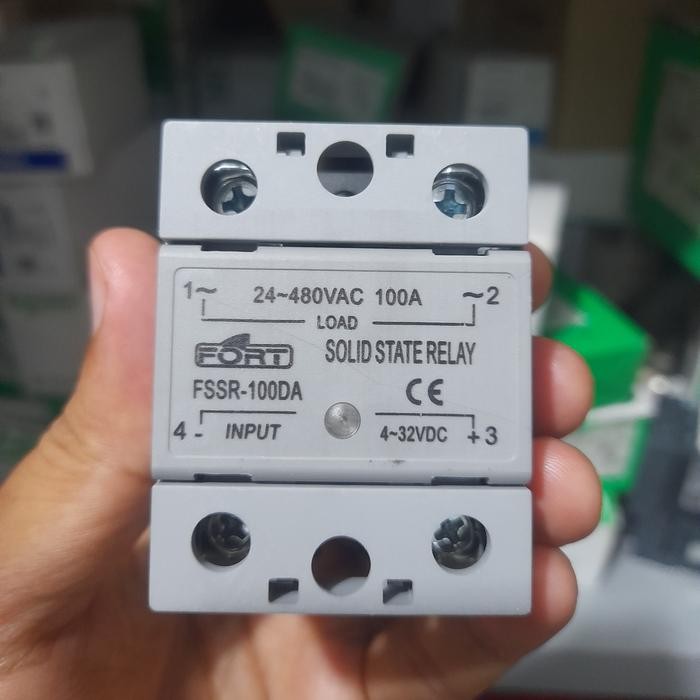 1~ 24~480VAC 100A ~2
LOAD
FORT SOLID STATE RELAY
FSSR-100DA CE
4 - INPUT 4~32VDC + 3